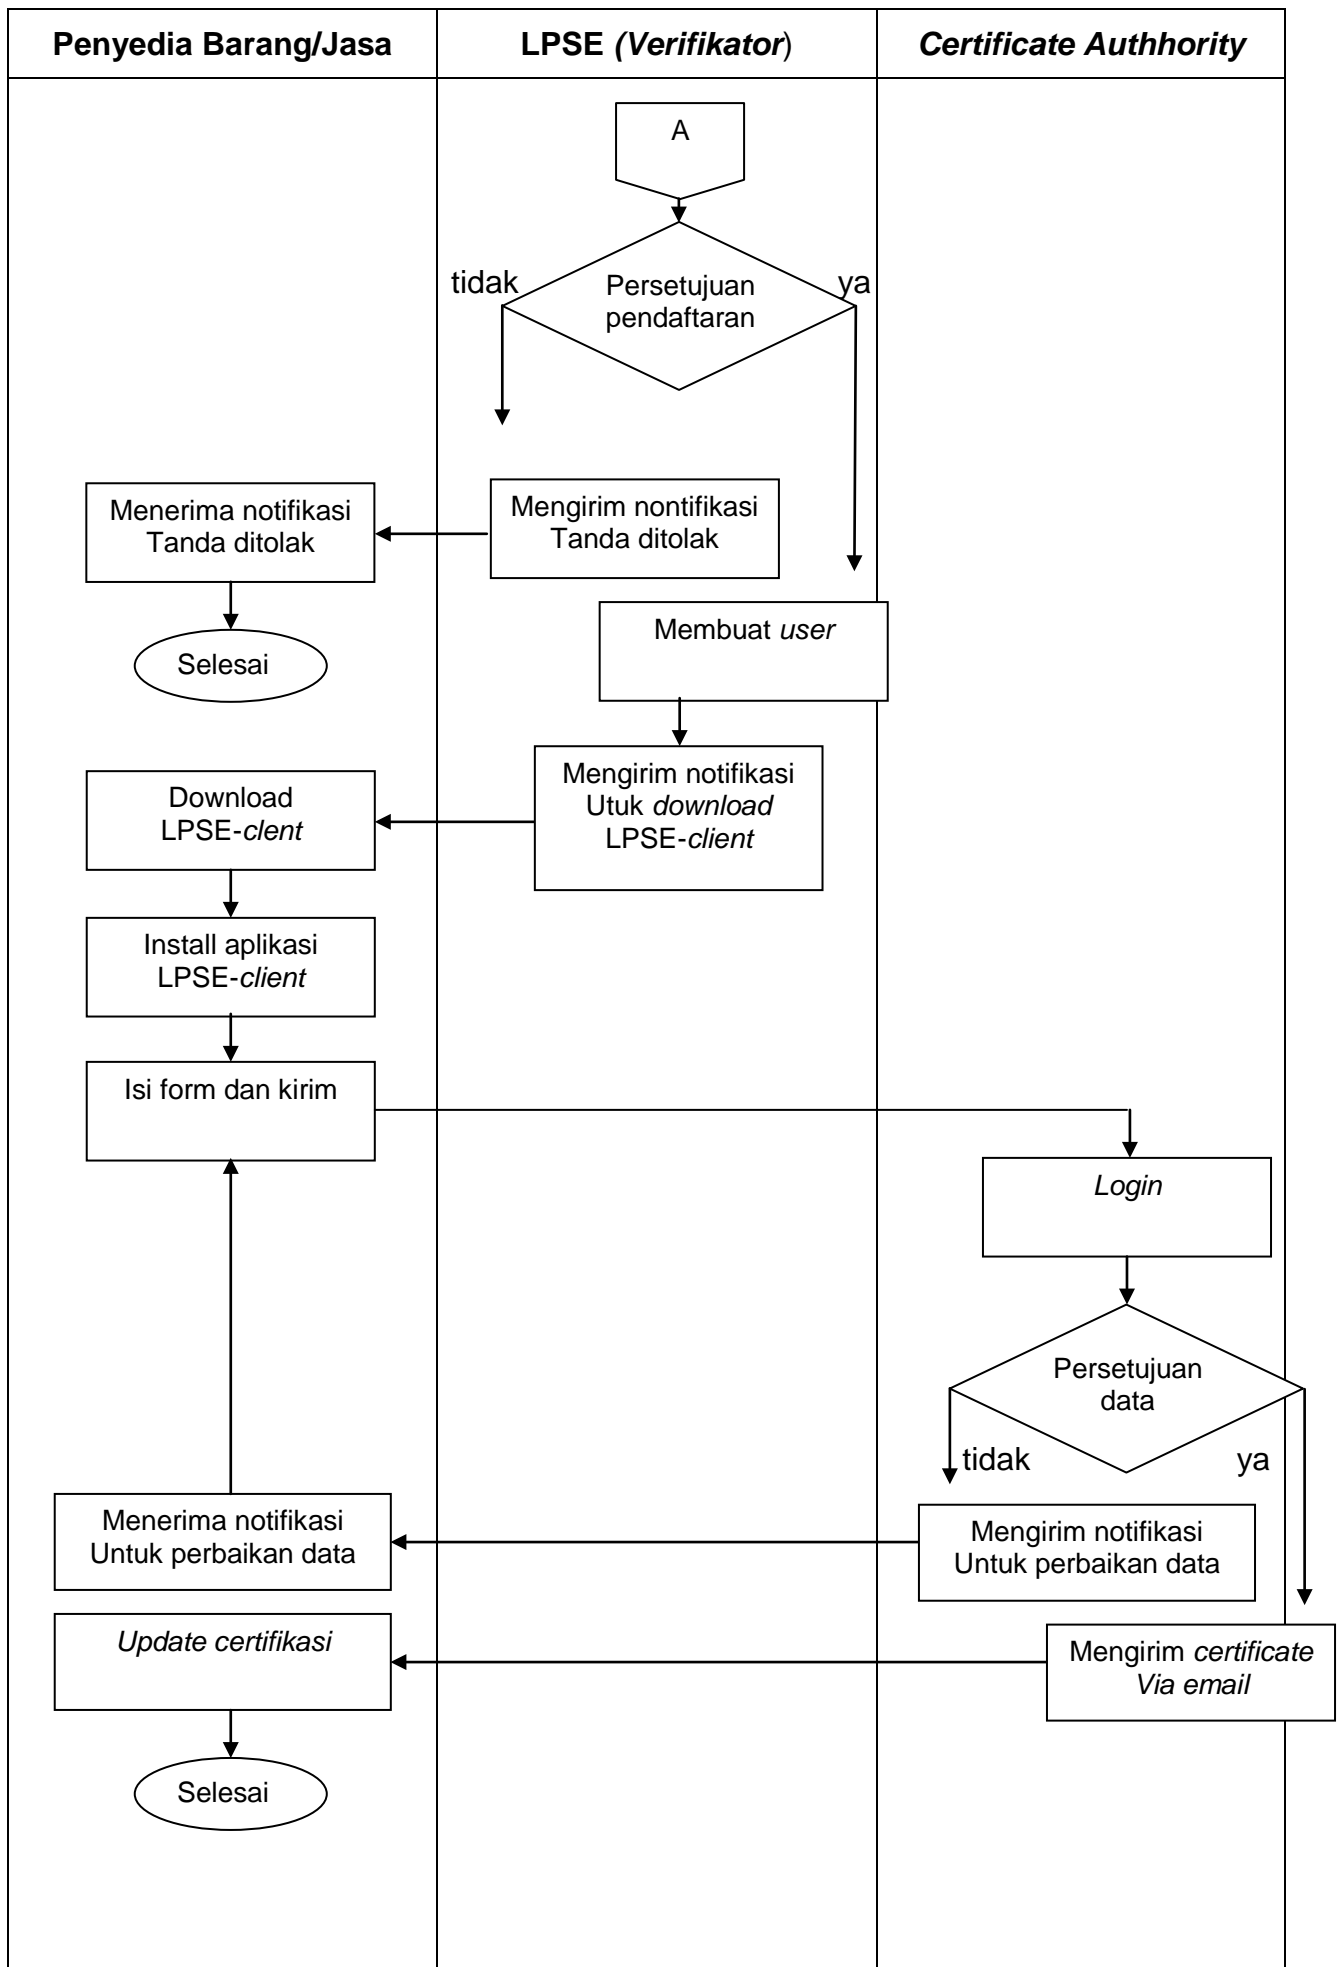 Penyedia Barang/Jasa
LPSE (Verifikator)
Certificate Authhority
A
tidak
Persetujuan
pendaftaran
ya
Menerima notifikasi
Tanda ditolak
Mengirim nontifikasi
Tanda ditolak
Selesai
Membuat user
Download
LPSE-clent
Mengirim notifikasi
Utuk download
LPSE-client
Install aplikasi
LPSE-client
Isi form dan kirim
Login
Persetujuan
data
tidak
ya
Menerima notifikasi
Untuk perbaikan data
Mengirim notifikasi
Untuk perbaikan data
Update certifikasi
Mengirim certificate
Via email
Selesai